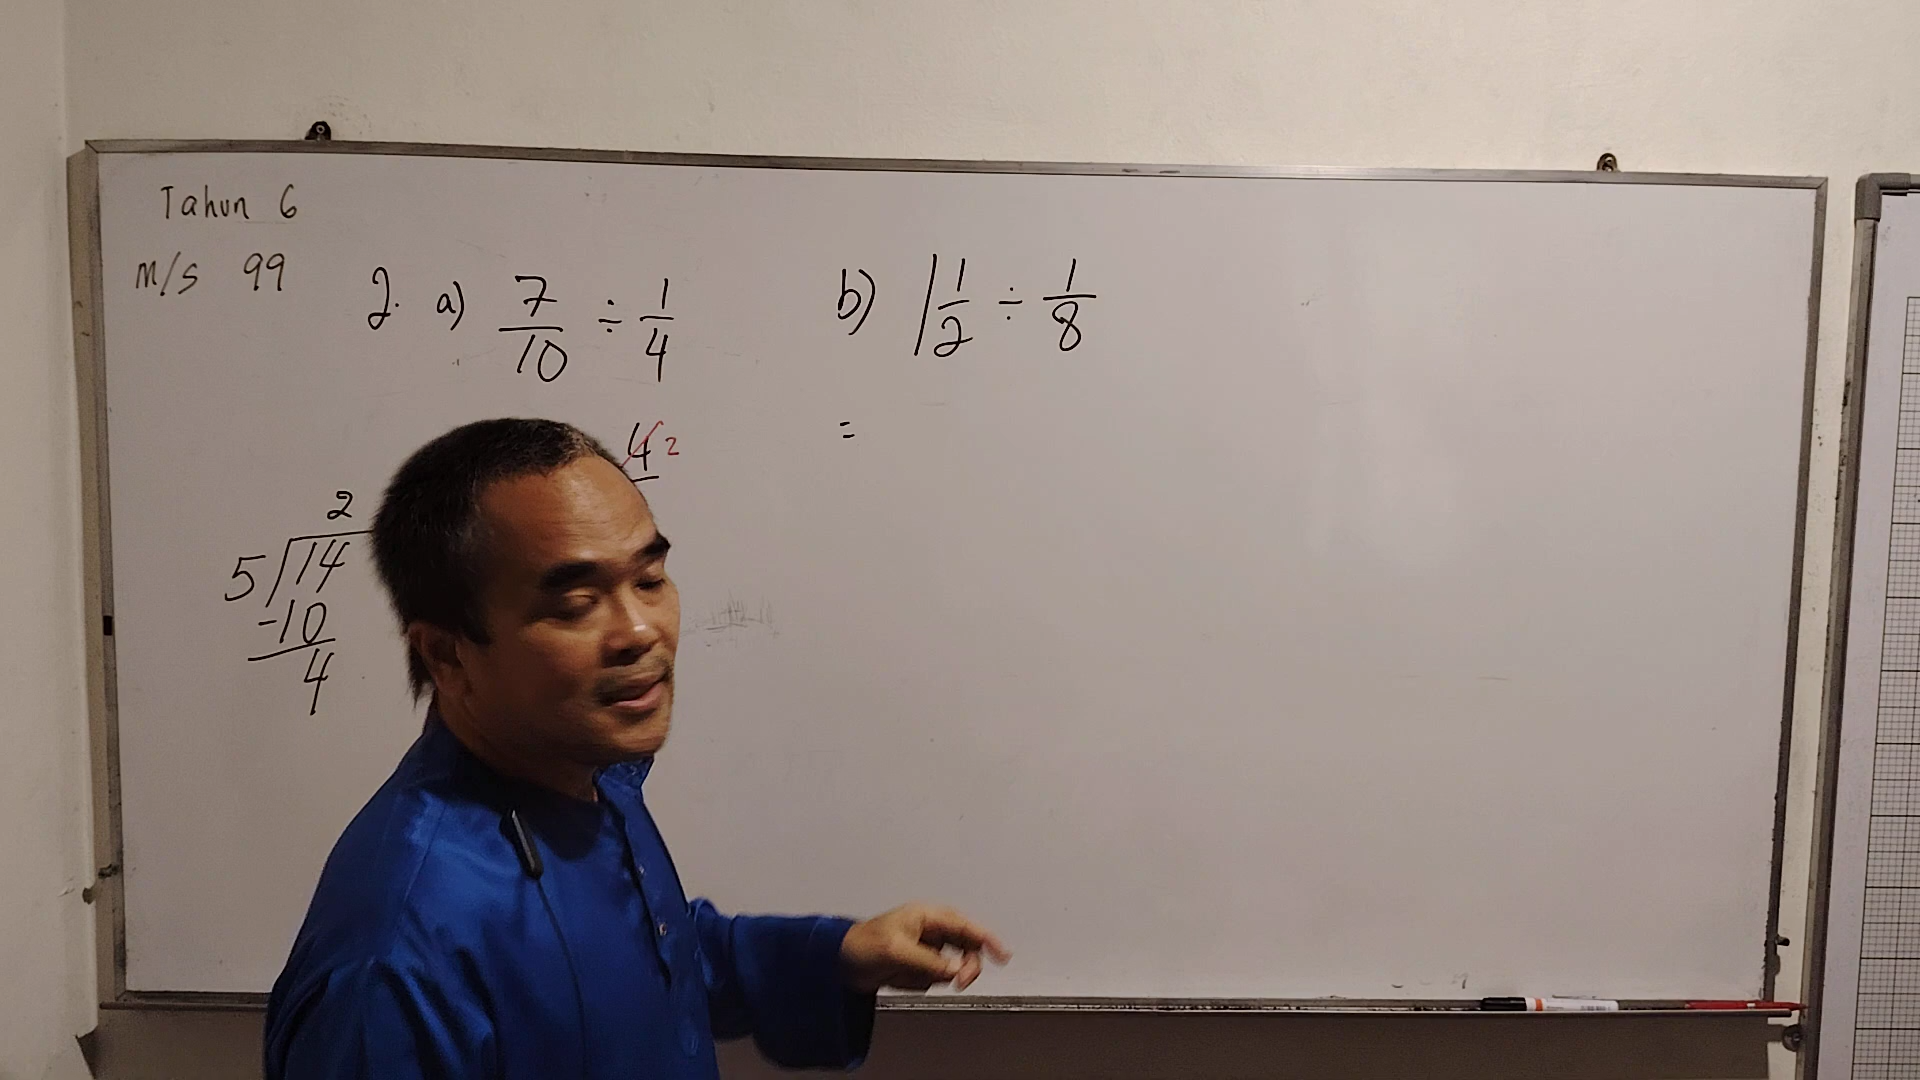 Tahun 6
m/s 99
2. a) 7/10 ÷ 1/4
4 2
2
5 14
-10
4
b) 1 1/2 ÷ 1/8
=